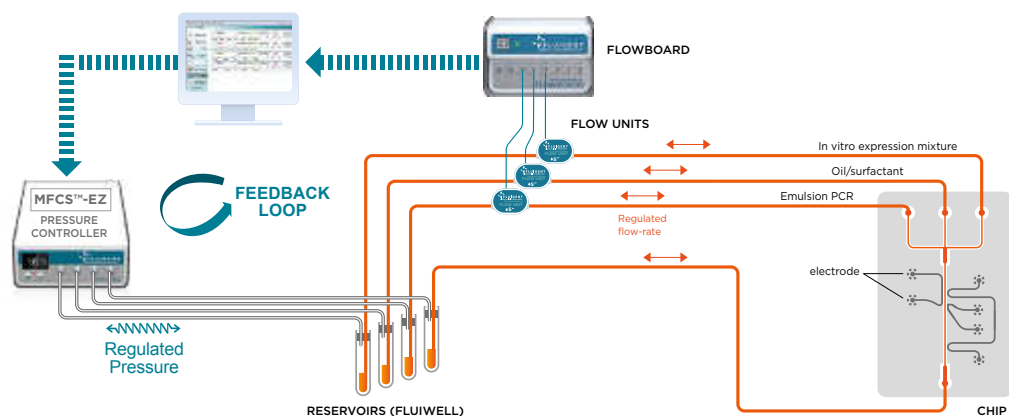 FLOWBOARD
FLOW UNITS
In vitro expression mixture
Oil/surfactant
Emulsion PCR
MFCS™-EZ
PRESSURE
CONTROLLER
FEEDBACK
LOOP
Regulated
flow-rate
electrode
Regulated
Pressure
RESERVOIRS (FLUIWELL)
CHIP